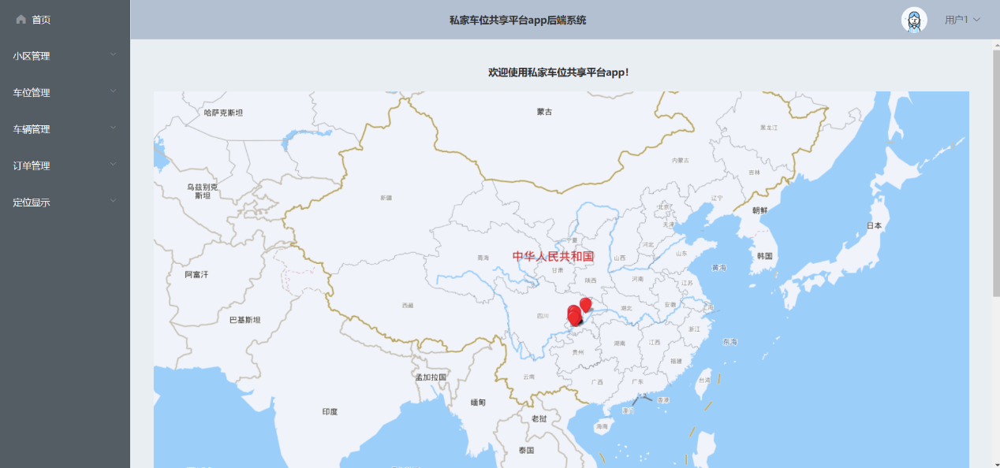 首页
私家车位共享平台app后端系统
用户1
小区管理
车位管理
车辆管理
订单管理
定位显示
欢迎使用私家车位共享平台app！
哈萨克斯坦
蒙古
黑龙江
内蒙古
吉林
乌兹别克
斯坦
新疆
辽宁
北京
朝鲜
天津
日本
宁夏
河北
青海
中华人民共和国
山西
山东
韩国
甘肃
黄海
阿富汗
陕西
河南
江苏
西藏
安徽
湖北
上海
四川
巴基斯坦
浙江
东海
湖南
江西
贵州
福建
孟加拉国
云南
广西
广东
台湾
香港
缅甸
印度
澳门
老挝
海南
泰国